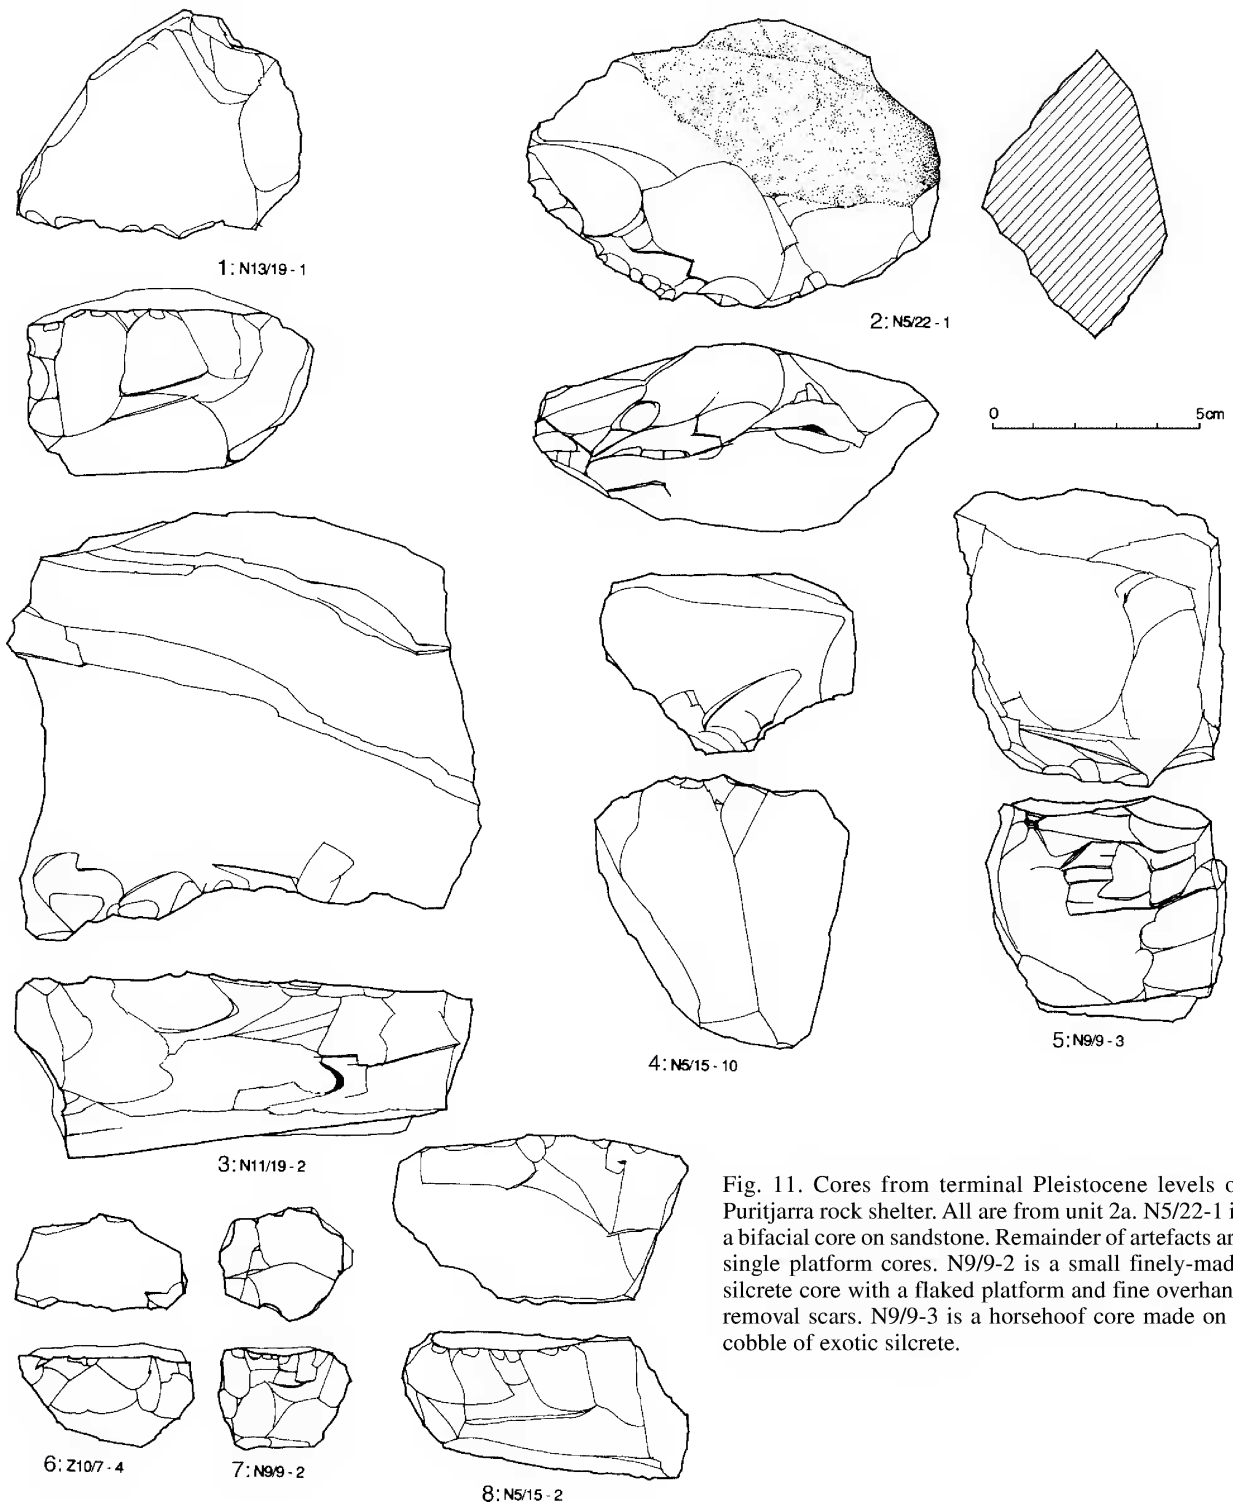 1: N13/19 - 1
2: N5/22 - 1
0 5cm
3: N11/19 - 2
4: N5/15 - 10
5: N9/9 - 3
6: Z10/7 - 4
7: N9/9 - 2
8: N5/15 - 2
Fig. 11. Cores from terminal Pleistocene levels o
Puritjarra rock shelter. All are from unit 2a. N5/22-1 i
a bifacial core on sandstone. Remainder of artefacts ar
single platform cores. N9/9-2 is a small finely-mad
silcrete core with a flaked platform and fine overhan
removal scars. N9/9-3 is a horsehoof core made on
cobble of exotic silcrete.